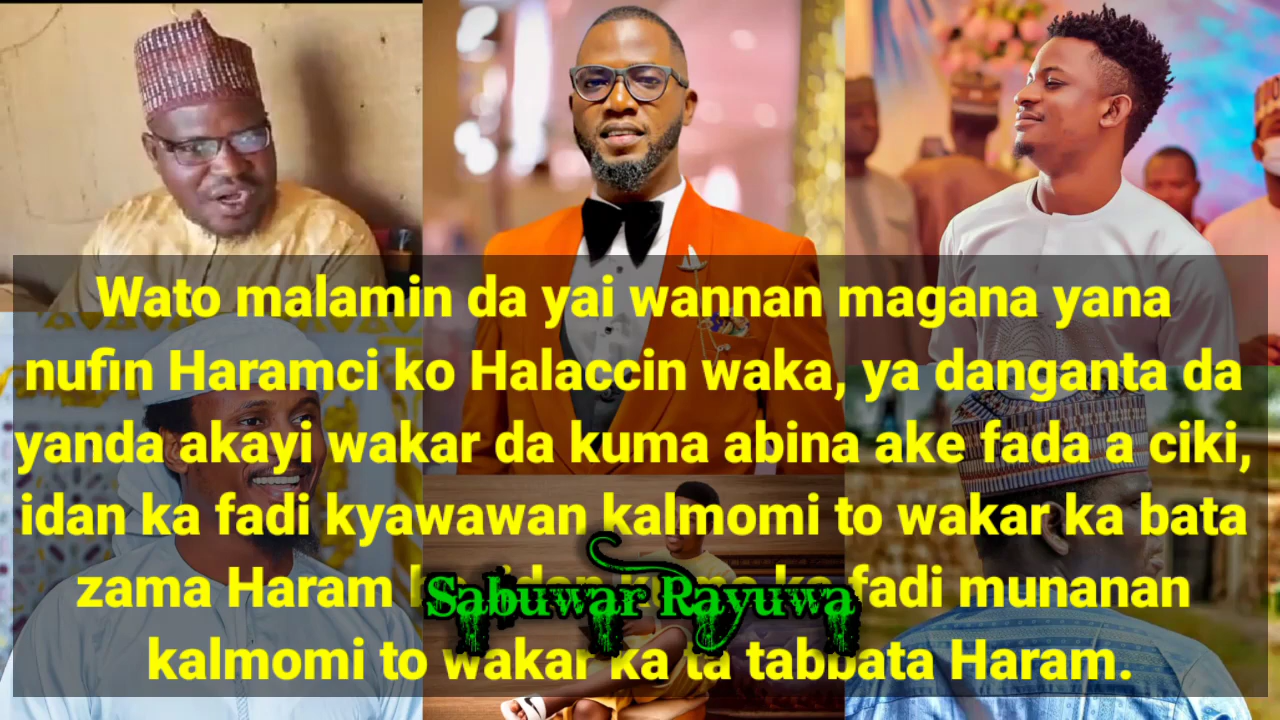 Wato malamin da yai wannan magana yana
nufin Haramci ko Halaccin waka, ya danganta da
yanda akayi wakar da kuma abina ake fada a ciki,
idan ka fadi kyawawan kalmomi to wakar ka bata
zama Haram fadi munanan
kalmomi to wakar ka ta tabbata Haram.
Sabuwar Rayuwa